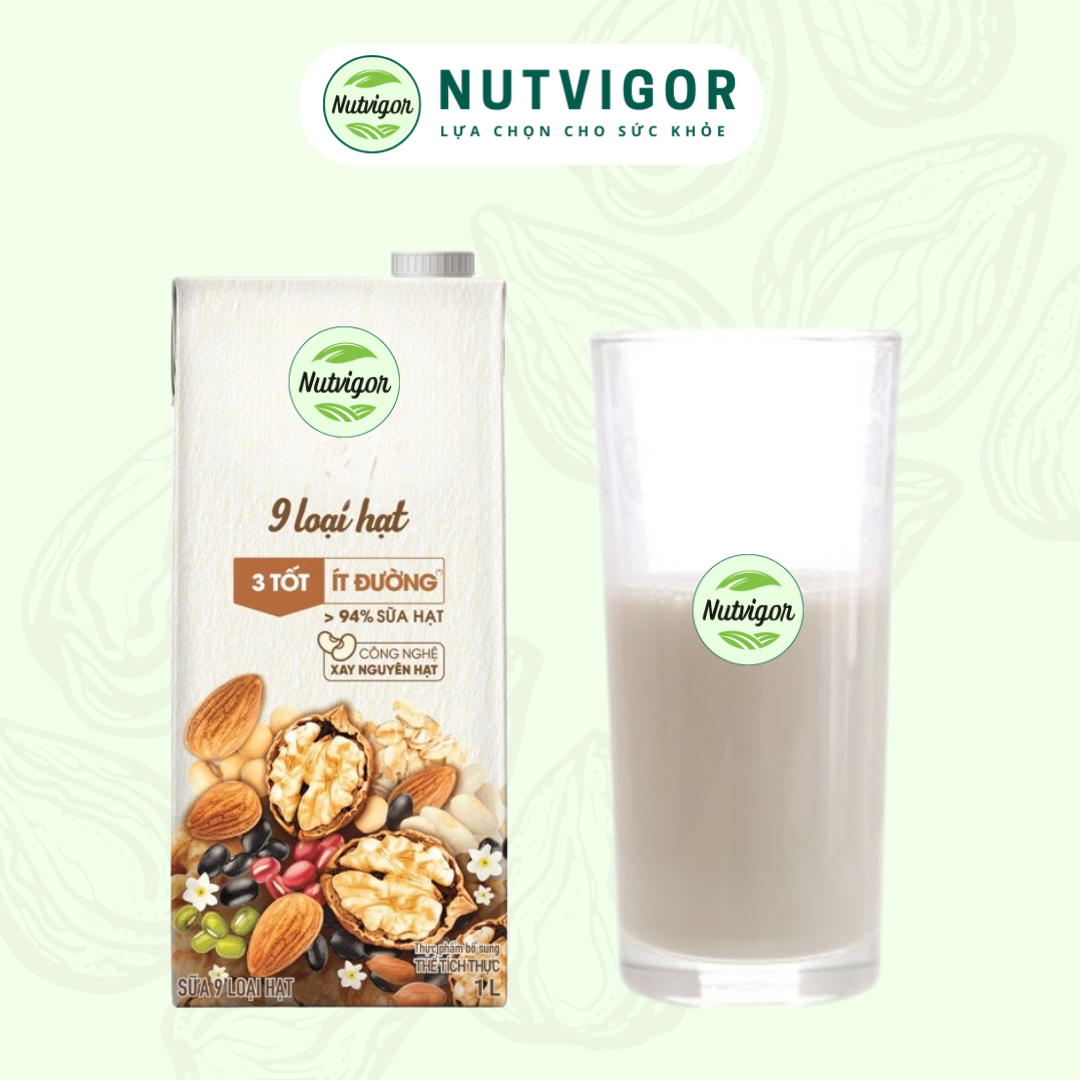 Nutvigor
NUTVIGOR
LỰA CHỌN CHO SỨC KHỎE
Nutvigor
9 loại hạt
3 TỐT
ÍT ĐƯỜNG(*)
> 94% SỮA HẠT
CÔNG NGHỆ
XAY NGUYÊN HẠT
Nutvigor
Thực phẩm bổ sung
THỂ TÍCH THỰC
1 L
SỮA 9 LOẠI HẠT